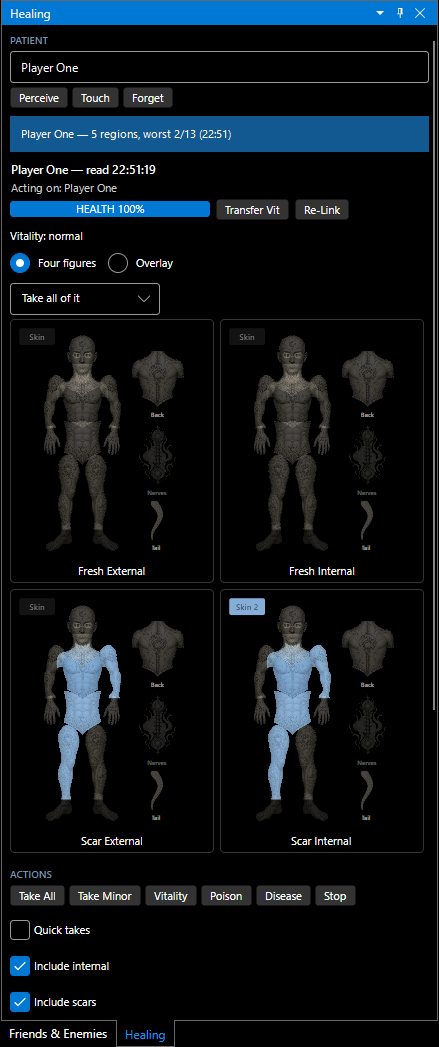 Healing
PATIENT
Player One
Perceive Touch Forget
Player One — 5 regions, worst 2/13 (22:51)
Player One — read 22:51:19
Acting on: Player One
HEALTH 100% Transfer Vit Re-Link
Vitality: normal
Four figures Overlay
Take all of it
Skin
Back
Nerves
Tail
Fresh External
Skin
Back
Nerves
Tail
Fresh Internal
Skin
Back
Nerves
Tail
Scar External
Skin 2
Back
Nerves
Tail
Scar Internal
ACTIONS
Take All Take Minor Vitality Poison Disease Stop
Quick takes
Include internal
Include scars
Friends & Enemies Healing